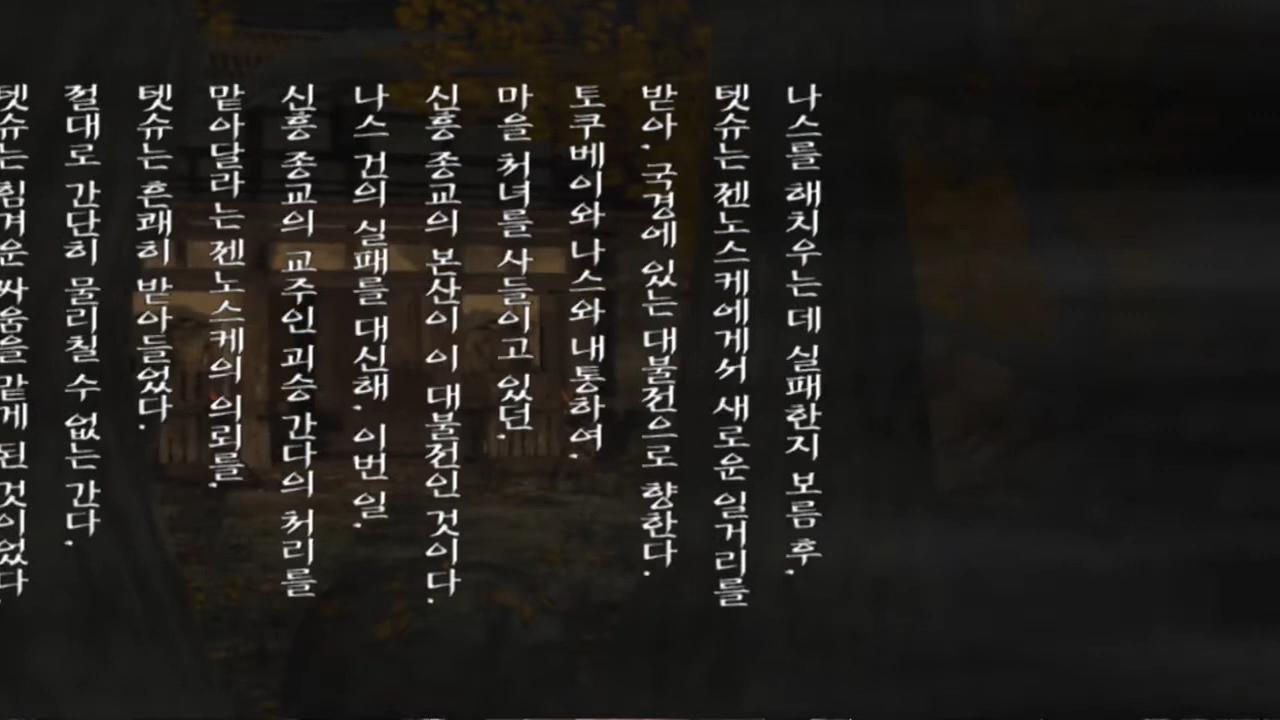 나스를 해치우는 데 실패한지 보름 후,
텟슈는 젠노스케에게서 새로운 일거리를
받아, 국경에 있는 대불전으로 향한다.
토쿠베이와 나스와 내통하여,
마을 처녀를 사들이고 있던,
신흥 종교의 본산이 이 대불전인 것이다.
나스 건의 실패를 대신해, 이번 일,
신흥 종교의 교주인 괴승 간다의 처리를
맡아달라는 젠노스케의 의뢰를,
텟슈는 흔쾌히 받아들었다.
절대로 간단히 물리칠 수 없는 간다,
텟슈는 힘겨운 싸움을 맡게 된 것이었다.